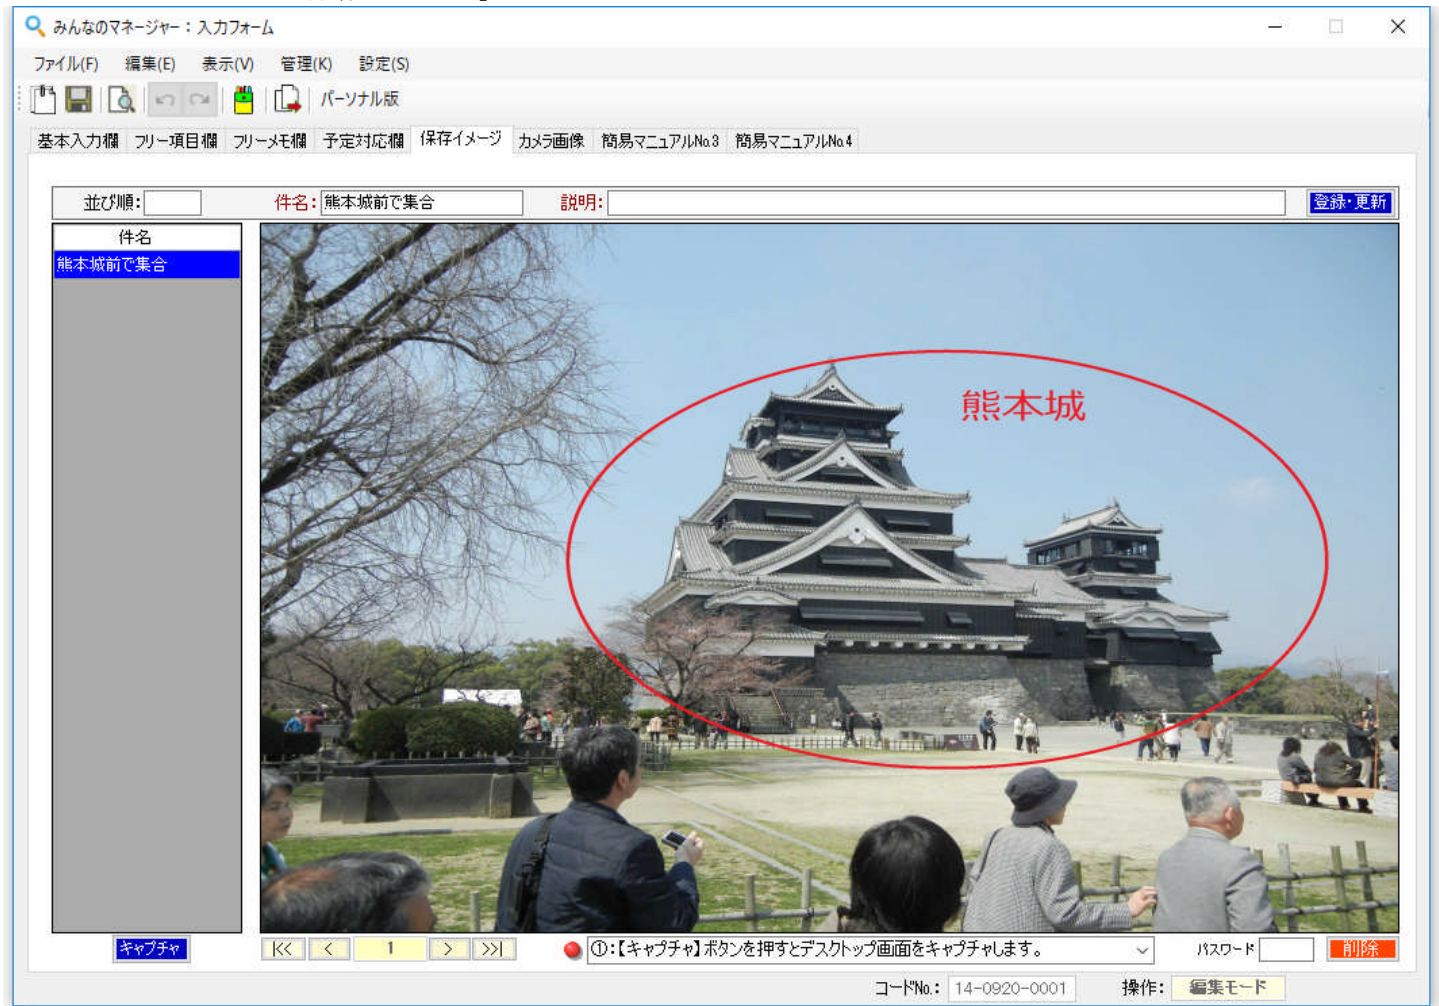 みんなのマネージャー：入力フォーム
ファイル(F) 編集(E) 表示(V) 管理(K) 設定(S)
パーソナル版
基本入力欄 フリー項目欄 フリーメモ欄 予定対応欄 保存イメージ カメラ画像 簡易マニュアルNo.3 簡易マニュアルNo.4
並び順： 件名：熊本城前で集合 説明： 登録・更新
件名
熊本城前で集合
熊本城
キャプチャ |<< < 1 > >>| ①：【キャプチャ】ボタンを押すとデスクトップ画面をキャプチャします。 パスワード 削除
コードNo.： 14-0920-0001 操作： 編集モード